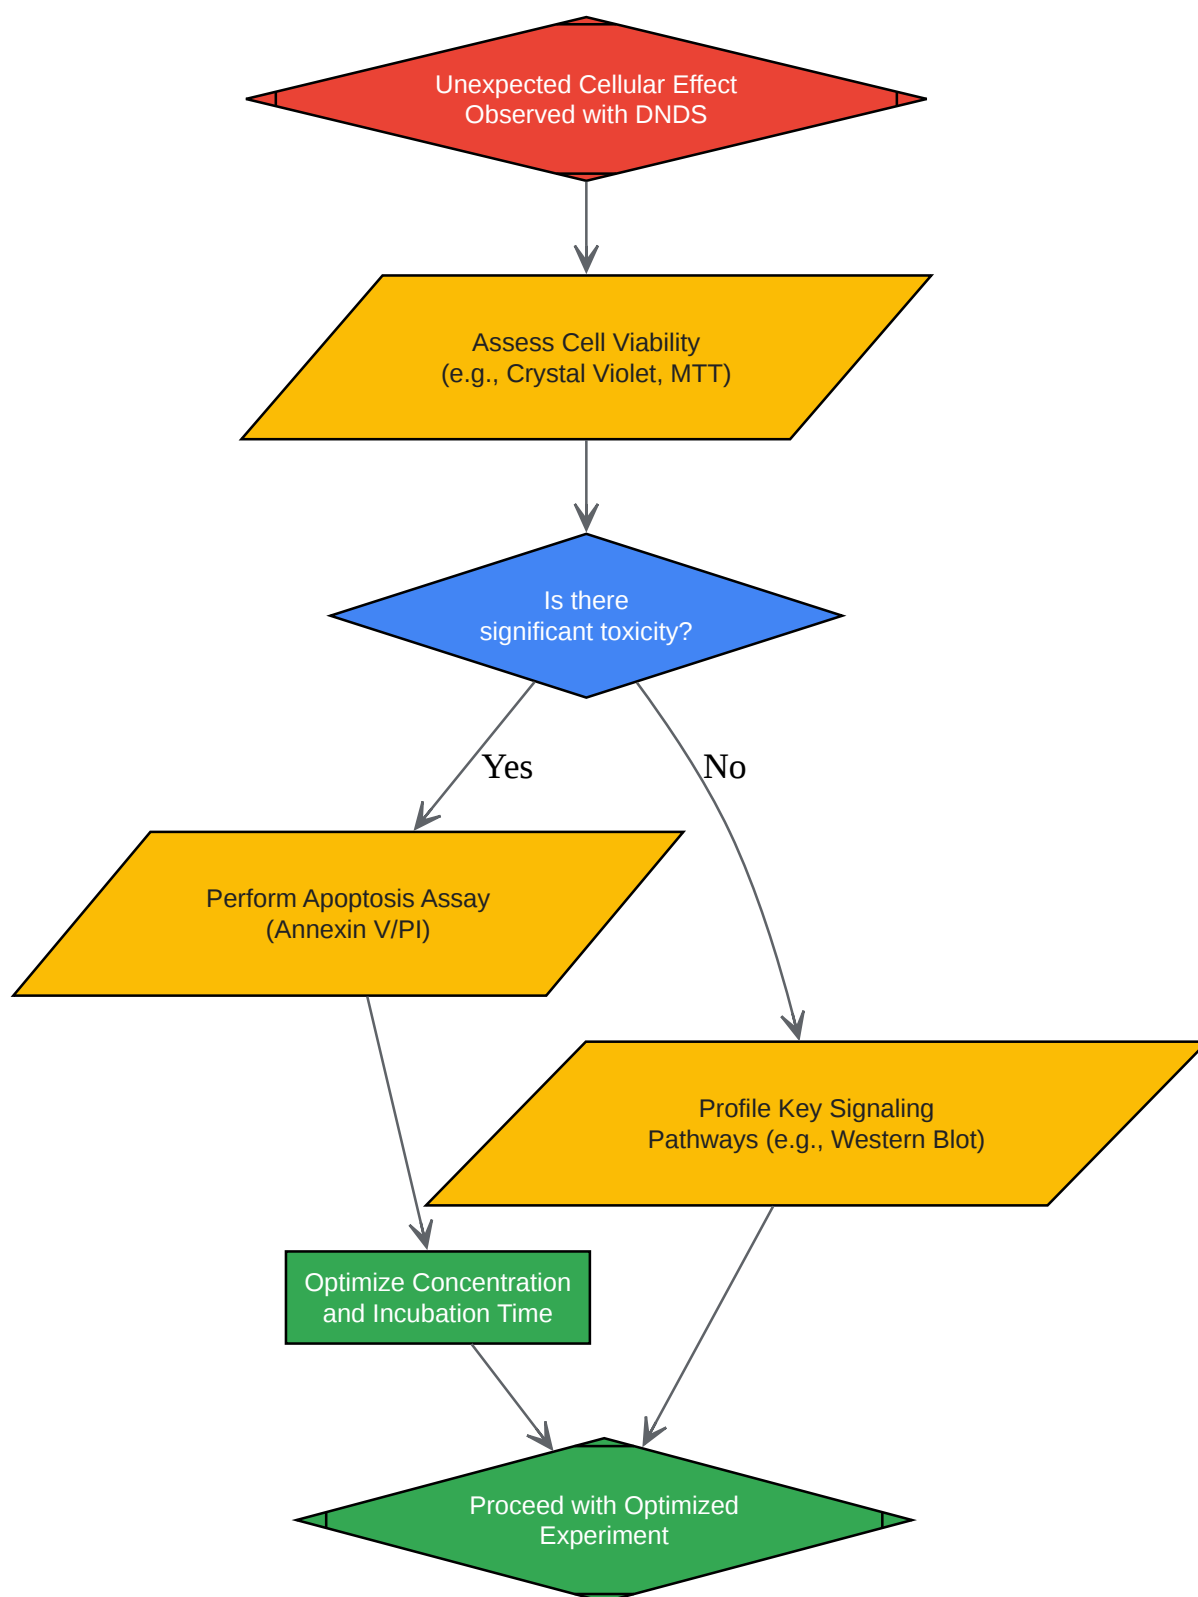 Unexpected Cellular Effect
Observed with DNDS
Assess Cell Viability
(e.g., Crystal Violet, MTT)
Is there
significant toxicity?
Yes
No
Perform Apoptosis Assay
(Annexin V/PI)
Profile Key Signaling
Pathways (e.g., Western Blot)
Optimize Concentration
and Incubation Time
Proceed with Optimized
Experiment